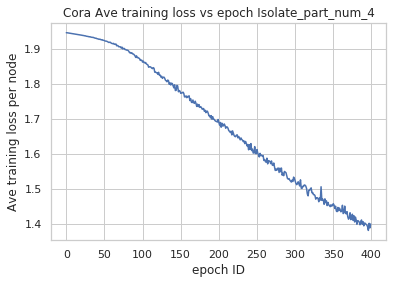 Cora Ave training loss vs epoch Isolate_part_num_4
Ave training loss per node
1.9
1.8
1.7
1.6
1.5
1.4
0 50 100 150 200 250 300 350 400
epoch ID